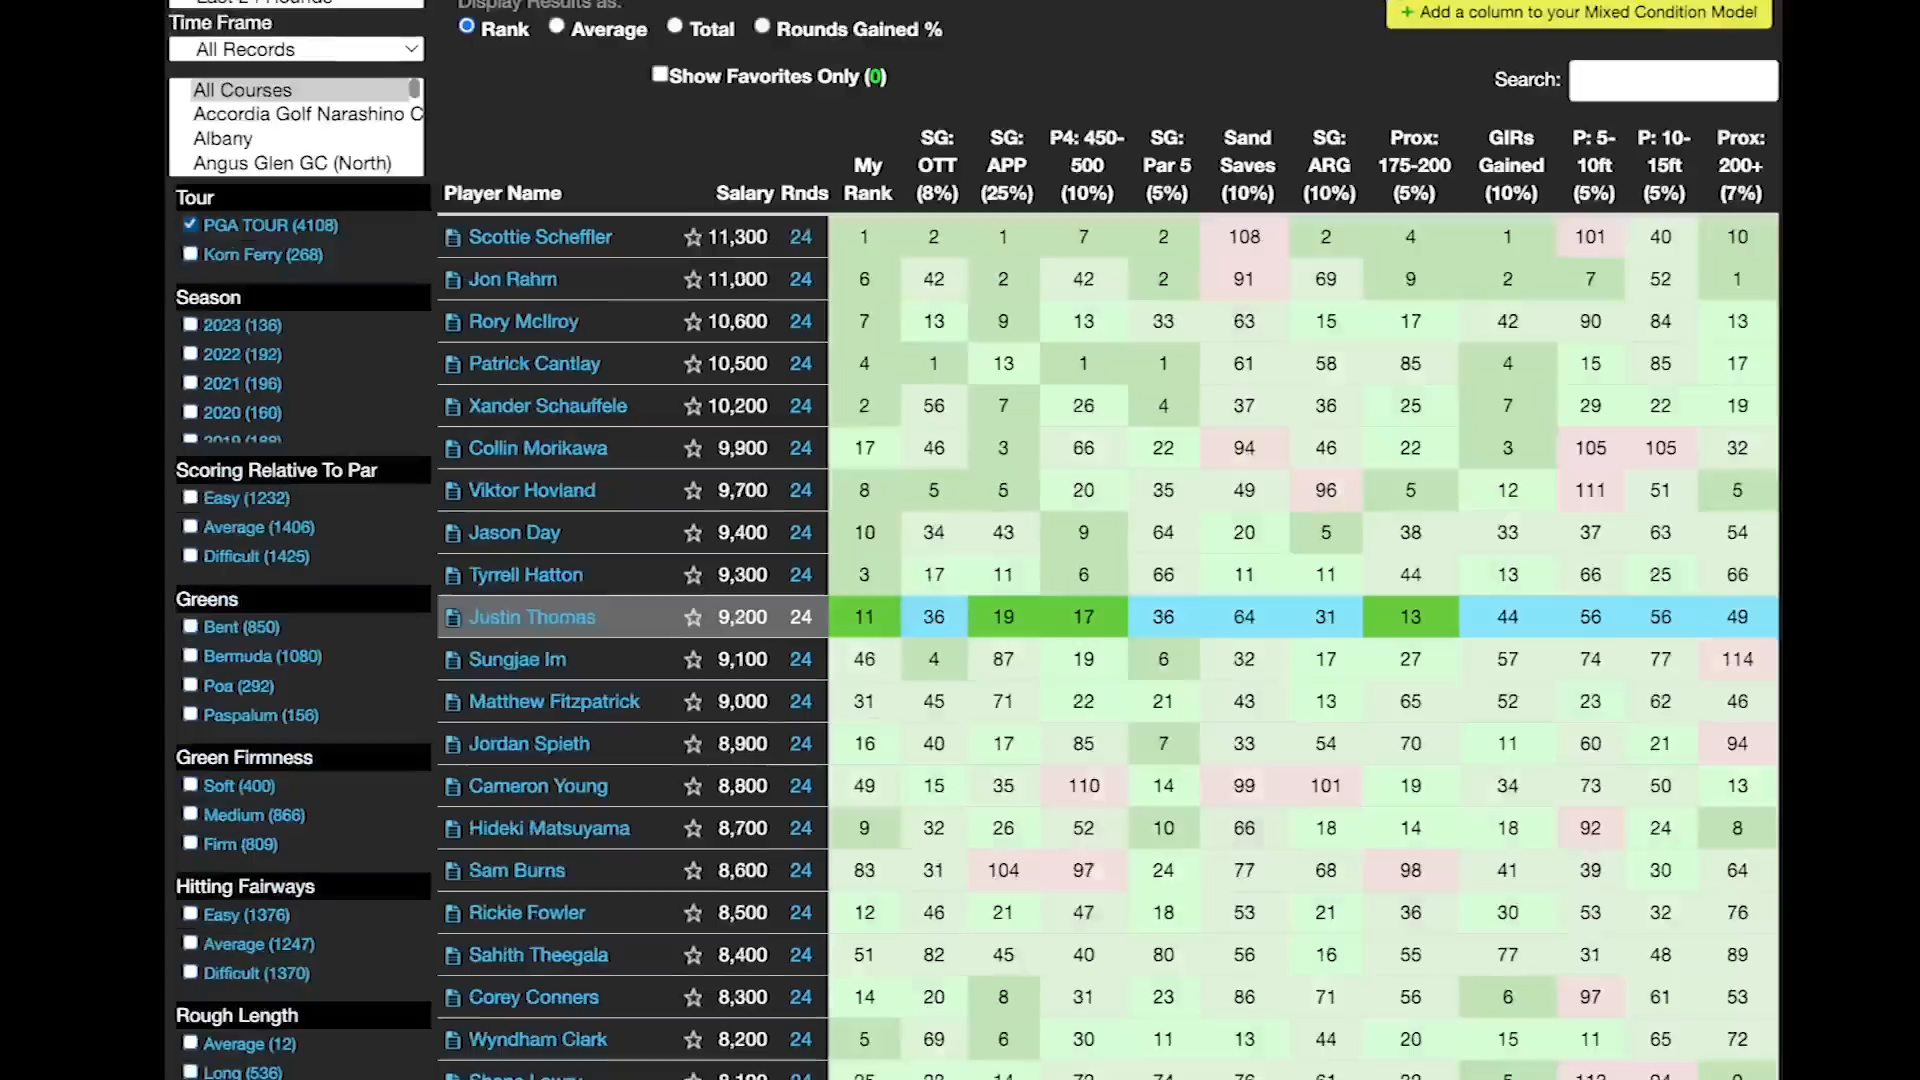 Last 24 Rounds
Time Frame
All Records
All Courses
Accordia Golf Narashino C
Albany
Angus Glen GC (North)
Tour
PGA TOUR (4108)
Korn Ferry (268)
Season
2023 (136)
2022 (192)
2021 (196)
2020 (160)
2019 (188)
Scoring Relative To Par
Easy (1232)
Average (1406)
Difficult (1425)
Greens
Bent (850)
Bermuda (1080)
Poa (292)
Paspalum (156)
Green Firmness
Soft (400)
Medium (866)
Firm (809)
Hitting Fairways
Easy (1376)
Average (1247)
Difficult (1370)
Rough Length
Average (12)
Long (536)
Display Results as:
Rank Average Total Rounds Gained %
+ Add a column to your Mixed Condition Model
Show Favorites Only (0)
Search:
Player Name Salary Rnds My Rank SG: OTT (8%) SG: APP (25%) P4: 450-500 (10%) SG: Par 5 (5%) Sand Saves (10%) SG: ARG (10%) Prox: 175-200 (5%) GIRs Gained (10%) P: 5-10ft (5%) P: 10-15ft (5%) Prox: 200+ (7%)
Scottie Scheffler 11,300 24 1 2 1 7 2 108 2 4 1 101 40 10
Jon Rahm 11,000 24 6 42 2 42 2 91 69 9 2 7 52 1
Rory McIlroy 10,600 24 7 13 9 13 33 63 15 17 42 90 84 13
Patrick Cantlay 10,500 24 4 1 13 1 1 61 58 85 4 15 85 17
Xander Schauffele 10,200 24 2 56 7 26 4 37 36 25 7 29 22 19
Collin Morikawa 9,900 24 17 46 3 66 22 94 46 22 3 105 105 32
Viktor Hovland 9,700 24 8 5 5 20 35 49 96 5 12 111 51 5
Jason Day 9,400 24 10 34 43 9 64 20 5 38 33 37 63 54
Tyrrell Hatton 9,300 24 3 17 11 6 66 11 11 44 13 66 25 66
Justin Thomas 9,200 24 11 36 19 17 36 64 31 13 44 56 56 49
Sungjae Im 9,100 24 46 4 87 19 6 32 17 27 57 74 77 114
Matthew Fitzpatrick 9,000 24 31 45 71 22 21 43 13 65 52 23 62 46
Jordan Spieth 8,900 24 16 40 17 85 7 33 54 70 11 60 21 94
Cameron Young 8,800 24 49 15 35 110 14 99 101 19 34 73 50 13
Hideki Matsuyama 8,700 24 9 32 26 52 10 66 18 14 18 92 24 8
Sam Burns 8,600 24 83 31 104 97 24 77 68 98 41 39 30 64
Rickie Fowler 8,500 24 12 46 21 47 18 53 21 36 30 53 32 76
Sahith Theegala 8,400 24 51 82 45 40 80 56 16 55 77 31 48 89
Corey Conners 8,300 24 14 20 8 31 23 86 71 56 6 97 61 53
Wyndham Clark 8,200 24 5 69 6 30 11 13 44 20 15 11 65 72